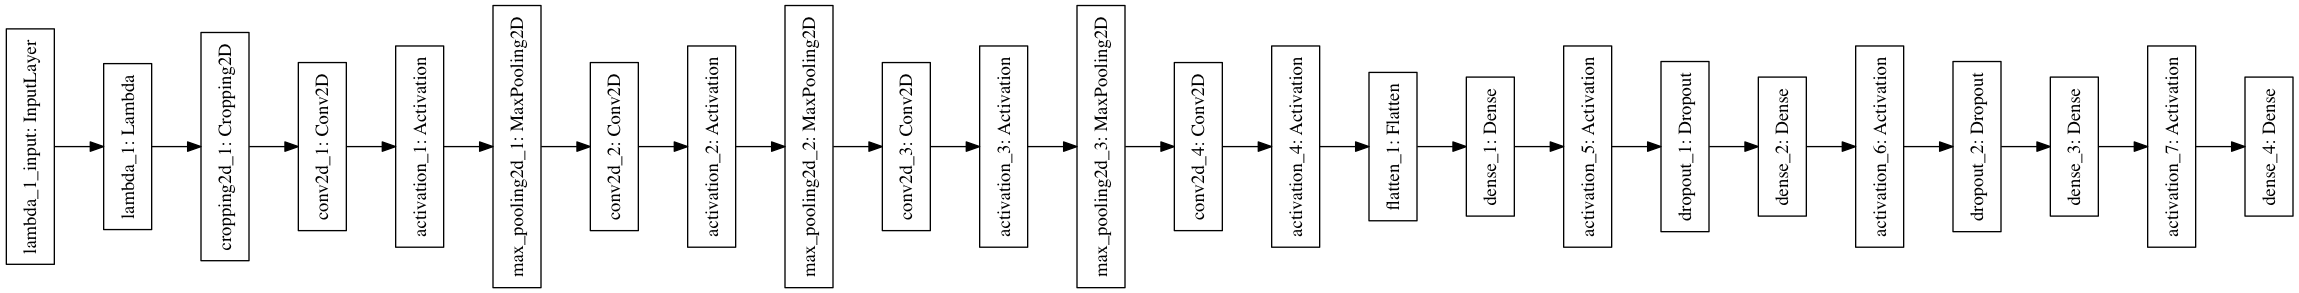 lambda_1_input: InputLayer
lambda_1: Lambda
cropping2d_1: Cropping2D
conv2d_1: Conv2D
activation_1: Activation
max_pooling2d_1: MaxPooling2D
conv2d_2: Conv2D
activation_2: Activation
max_pooling2d_2: MaxPooling2D
conv2d_3: Conv2D
activation_3: Activation
max_pooling2d_3: MaxPooling2D
conv2d_4: Conv2D
activation_4: Activation
flatten_1: Flatten
dense_1: Dense
activation_5: Activation
dropout_1: Dropout
dense_2: Dense
activation_6: Activation
dropout_2: Dropout
dense_3: Dense
activation_7: Activation
dense_4: Dense